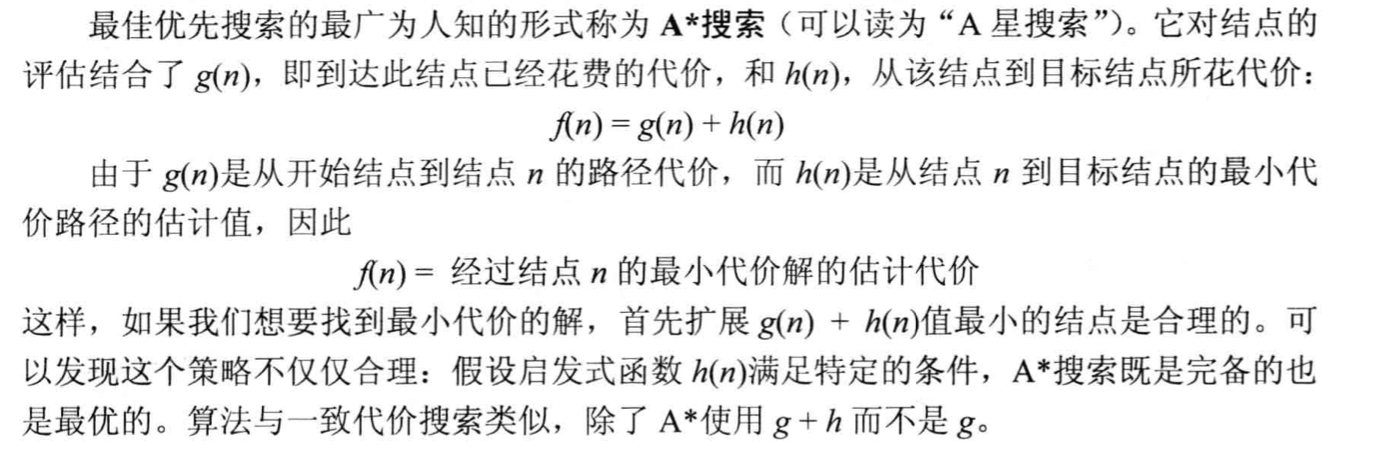 最佳优先搜索的最广为人知的形式称为 A*搜索（可以读为“A 星搜索”）。它对结点的
评估结合了 g(n)，即到达此结点已经花费的代价，和 h(n)，从该结点到目标结点所花代价：
f(n) = g(n) + h(n)
由于 g(n)是从开始结点到结点 n 的路径代价，而 h(n)是从结点 n 到目标结点的最小代
价路径的估计值，因此
f(n) = 经过结点 n 的最小代价解的估计代价
这样，如果我们想要找到最小代价的解，首先扩展 g(n) + h(n)值最小的结点是合理的。可
以发现这个策略不仅仅合理：假设启发式函数 h(n)满足特定的条件，A*搜索既是完备的也
是最优的。算法与一致代价搜索类似，除了 A*使用 g + h 而不是 g。